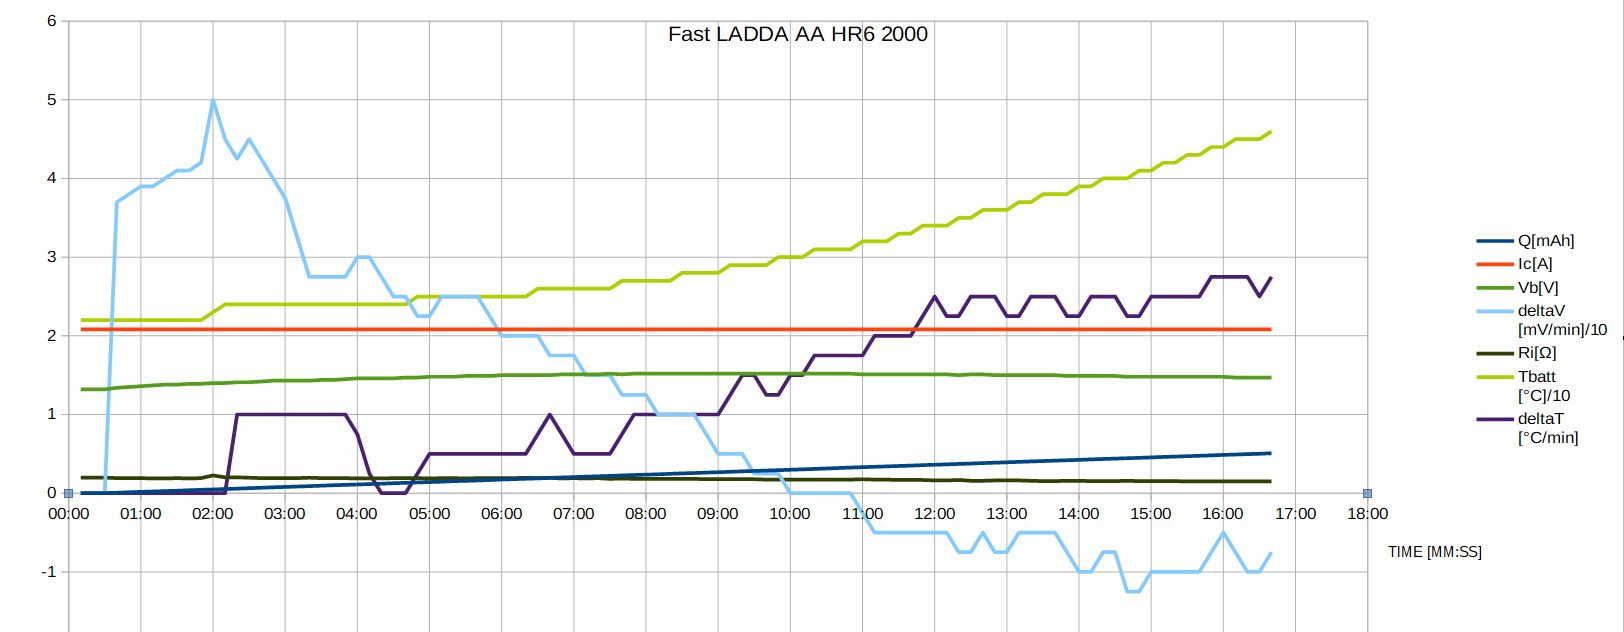 Fast LADDA AA HR6 2000
6
5
4
3
2
1
0
-1
00:00 01:00 02:00 03:00 04:00 05:00 06:00 07:00 08:00 09:00 10:00 11:00 12:00 13:00 14:00 15:00 16:00 17:00 18:00
TIME [MM:SS]
Q[mAh]
Ic[A]
Vb[V]
deltaV
[mV/min]/10
Ri[Ω]
Tbatt
[°C]/10
deltaT
[°C/min]